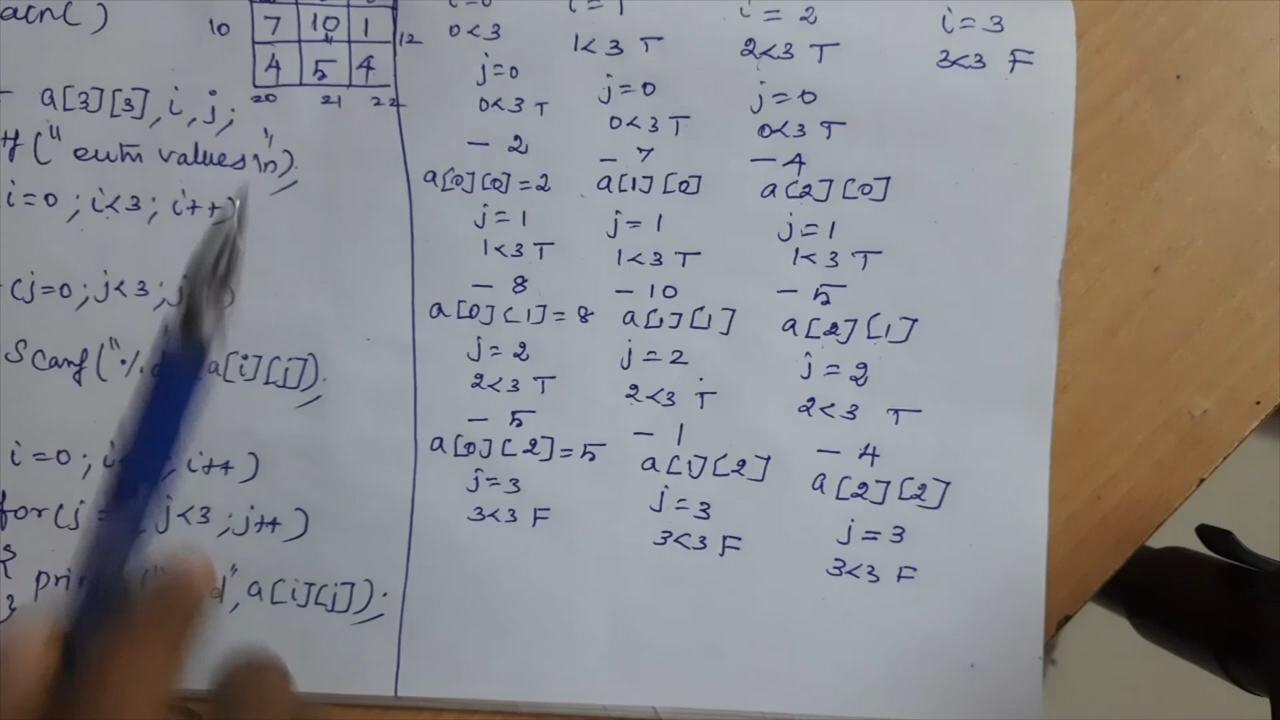 10 7 10 1 12
4 5 4
20 21 22
a[3][3], i, j;
("
values \n");
i=0 ; i<3 ; i++)
(j=0 ; j<3 ;
Scanf("%d a[i][j]);
i=0 ; i++)
for(j j<3 ; j++)
{
a[i][j]);
0<3
j=0
0<3 T
- 2
a[0][0]=2
j=1
1<3 T
- 8
a[0][1]=8
j=2
2<3 T
- 5
a[0][2]=5
j=3
3<3 F
1<3 T
j=0
0<3 T
- 7
a[1][0]
j=1
1<3 T
- 10
a[1][1]
j=2
2<3 T
- 1
a[1][2]
j=3
3<3 F
i=2
2<3 T
j=0
0<3 T
- 4
a[2][0]
j=1
1<3 T
- 5
a[2][1]
j=2
2<3 T
- 4
a[2][2]
j=3
3<3 F
i=3
3<3 F